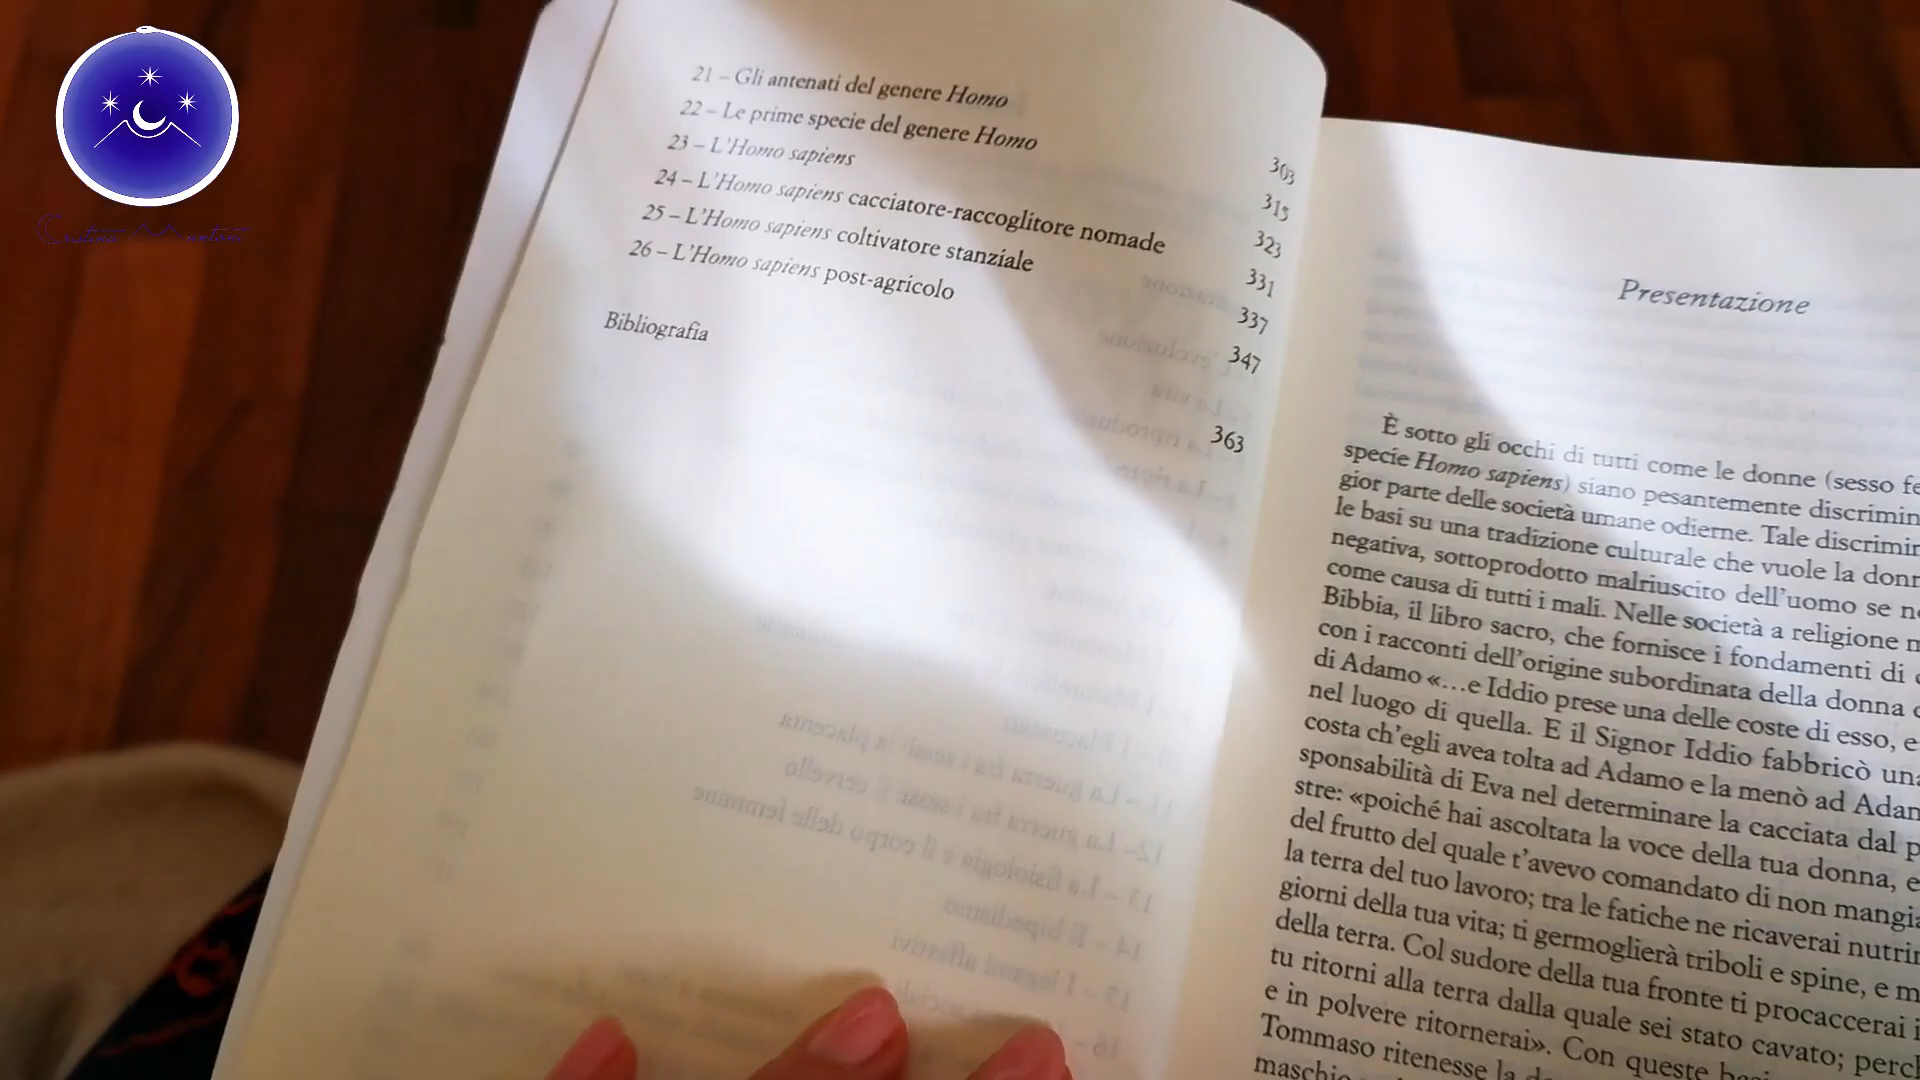 21 – Gli antenati del genere Homo 303
22 – Le prime specie del genere Homo 315
23 – L'Homo sapiens 323
24 – L'Homo sapiens cacciatore-raccoglitore nomade 331
25 – L'Homo sapiens coltivatore stanziale 337
26 – L'Homo sapiens post-agricolo 347
Bibliografia 363
Presentazione
È sotto gli occhi di tutti come le donne (sesso
specie Homo sapiens) siano pesantemente
gior parte delle società umane odierne. Tale
le basi su una tradizione culturale che vuole la
negativa, sottoprodotto malriuscito dell'uomo se
come causa di tutti i mali. Nelle società a religione
Bibbia, il libro sacro, che fornisce i fondamenti di
con i racconti dell'origine subordinata della donna
di Adamo «…e Iddio prese una delle coste di esso, e
nel luogo di quella. E il Signor Iddio fabbricò
costa ch'egli avea tolta ad Adamo e la menò ad
sponsabilità di Eva nel determinare la cacciata dal
stre: «poiché hai ascoltata la voce della tua donna, e
del frutto del quale t'avevo comandato di non
la terra del tuo lavoro; tra le fatiche ne ricaverai
giorni della tua vita; ti germoglierà triboli e spine, e
della terra. Col sudore della tua fronte ti procaccerai
tu ritorni alla terra dalla quale sei stato cavato;
e in polvere ritornerai». Con queste
Tommaso ritenesse la
maschio